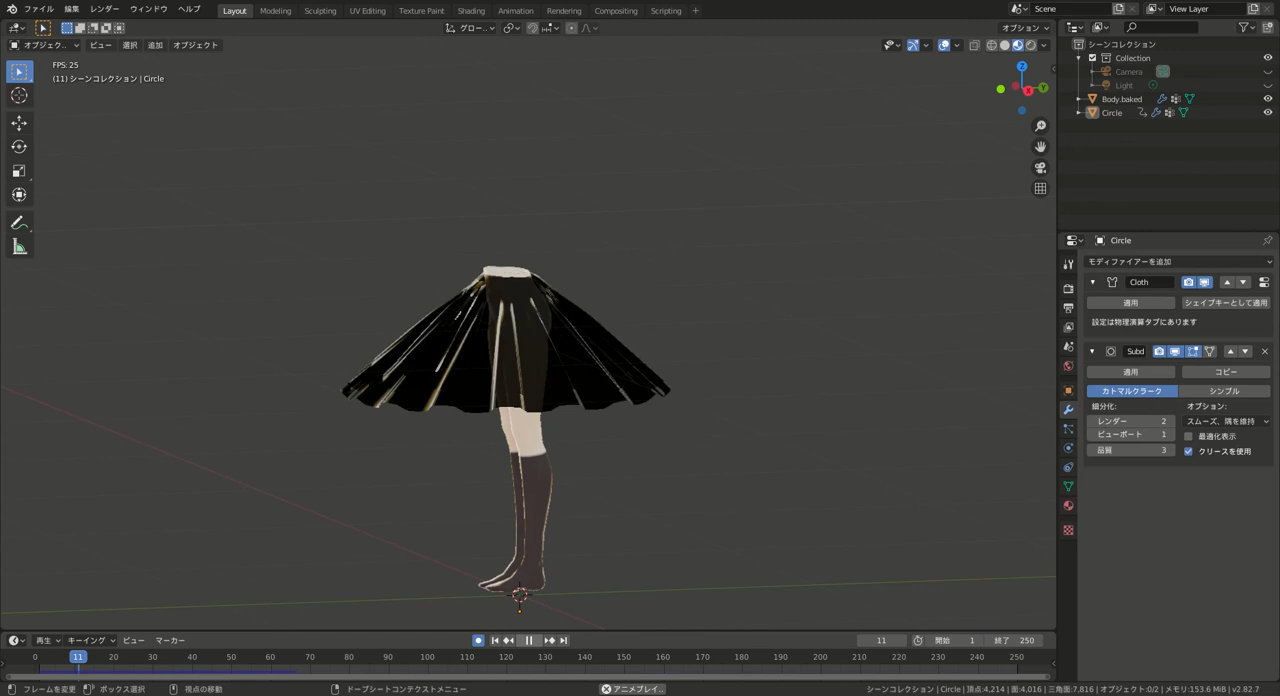 ファイル 編集 レンダー ウィンドウ ヘルプ Layout Modeling Sculpting UV Editing Texture Paint Shading Animation Rendering Compositing Scripting + Scene View Layer
グロー.. オプション
オブジェク.. ビュー 選択 追加 オブジェクト
シーンコレクション
Collection
Camera
Light
Body.baked
Circle
FPS: 25
(11) シーンコレクション | Circle
Z
Y
X
Circle
モディファイアーを追加
Cloth
適用 シェイプキーとして適用
設定は物理演算タブにあります
Subd
適用 コピー
カトマルクラーク シンプル
細分化: オプション:
レンダー 2 スムーズ、隅を維持
ビューポート 1 最適化表示
品質 3 クリースを使用
再生 キーイング ビュー マーカー 11 開始 1 終了 250
0 11 20 30 40 50 60 70 80 90 100 110 120 130 140 150 160 170 180 190 200 210 220 230 240 250
フレームを変更 ボックス選択 視点の移動 ドープシートコンテクストメニュー アニメプレイ.. シーンコレクション | Circle | 頂点:4,214 | 面:4,016 | 三角面:7,816 | オブジェクト:0/2 | メモリ:153.6 MiB | v2.82.7